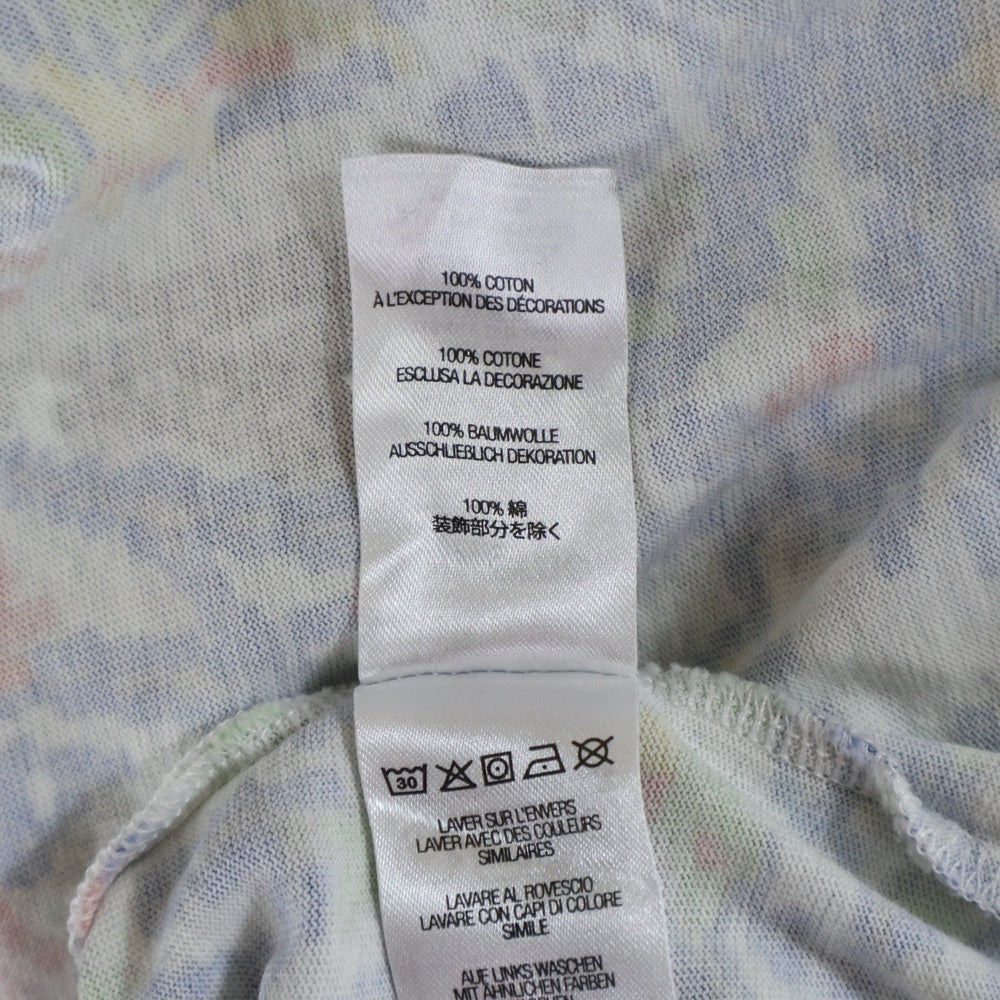 100% COTON
À L'EXCEPTION DES DÉCORATIONS
100% COTONE
ESCLUSA LA DECORAZIONE
100% BAUMWOLLE
AUSSCHLIEßLICH DEKORATION
100% 綿
装飾部分を除く
30
LAVER SUR L'ENVERS
LAVER AVEC DES COULEURS
SIMILAIRES
LAVARE AL ROVESCIO
LAVARE CON CAPI DI COLORE
SIMILE
AUF LINKS WASCHEN
MIT ÄHNLICHEN FARBEN